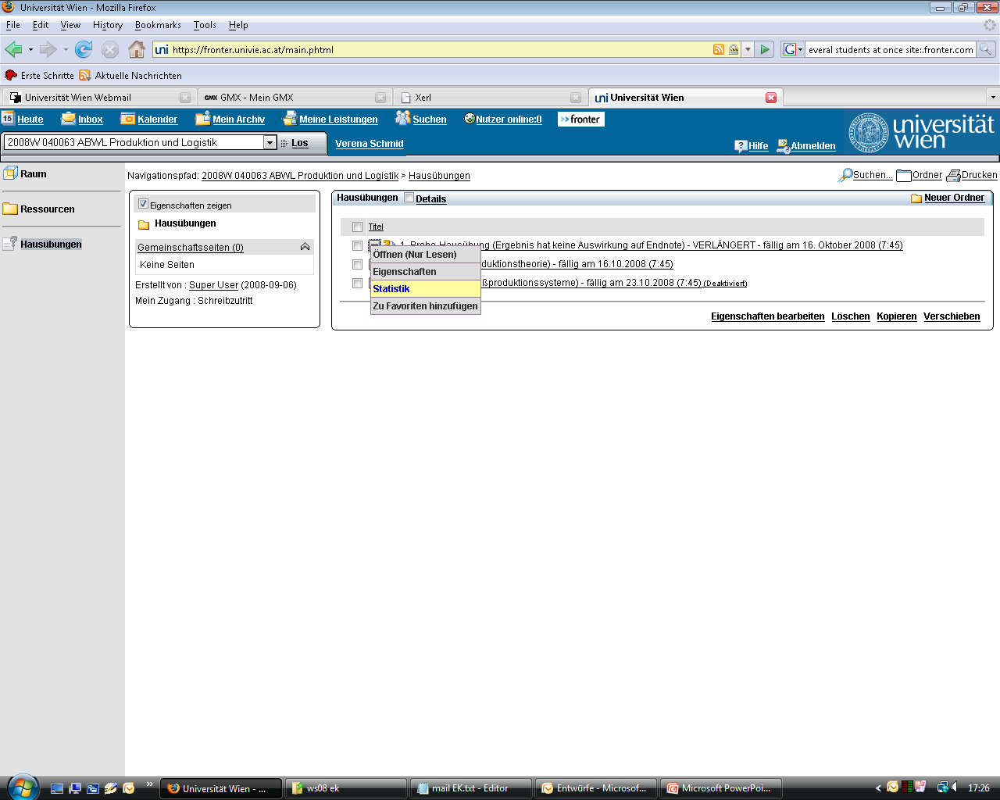 Universität Wien - Mozilla Firefox
File Edit View History Bookmarks Tools Help
uni https://fronter.univie.ac.at/main.phtml G everal students at once site:.fronter.com
Erste Schritte Aktuelle Nachrichten
Universität Wien Webmail GMX GMX - Mein GMX Xerl uni Universität Wien
15 Heute Inbox Kalender Mein Archiv Meine Leistungen Suchen Nutzer online:0 >> fronter
universität wien
2008W 040063 ABWL Produktion und Logistik Los Verena Schmid Hilfe Abmelden
Raum
Ressourcen
Hausübungen
Navigationspfad: 2008W 040063 ABWL Produktion und Logistik > Hausübungen Suchen... Ordner Drucken
Eigenschaften zeigen
Hausübungen
Gemeinschaftsseiten (0)
Keine Seiten
Erstellt von : Super User (2008-09-06)
Mein Zugang : Schreibzutritt
Hausübungen Details Neuer Ordner
Titel
1. Probe-Hausübung (Ergebnis hat keine Auswirkung auf Endnote) - VERLÄNGERT - fällig am 16. Oktober 2008 (7:45)
duktionstheorie) - fällig am 16.10.2008 (7:45)
ßproduktionssysteme) - fällig am 23.10.2008 (7:45) (Deaktiviert)
Öffnen (Nur Lesen)
Eigenschaften
Statistik
Zu Favoriten hinzufügen
Eigenschaften bearbeiten Löschen Kopieren Verschieben
Universität Wien - ... ws08 ek mail EK.txt - Editor Entwürfe - Microsof... Microsoft PowerPoi... 17:26